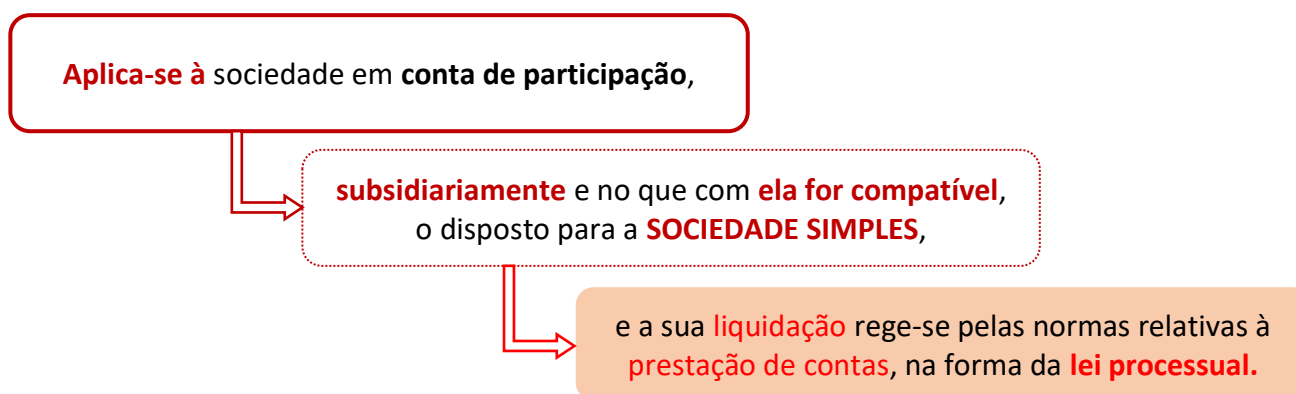 Aplica-se à sociedade em conta de participação,
subsidiariamente e no que com ela for compatível,
o disposto para a SOCIEDADE SIMPLES,
e a sua liquidação rege-se pelas normas relativas à
prestação de contas, na forma da lei processual.